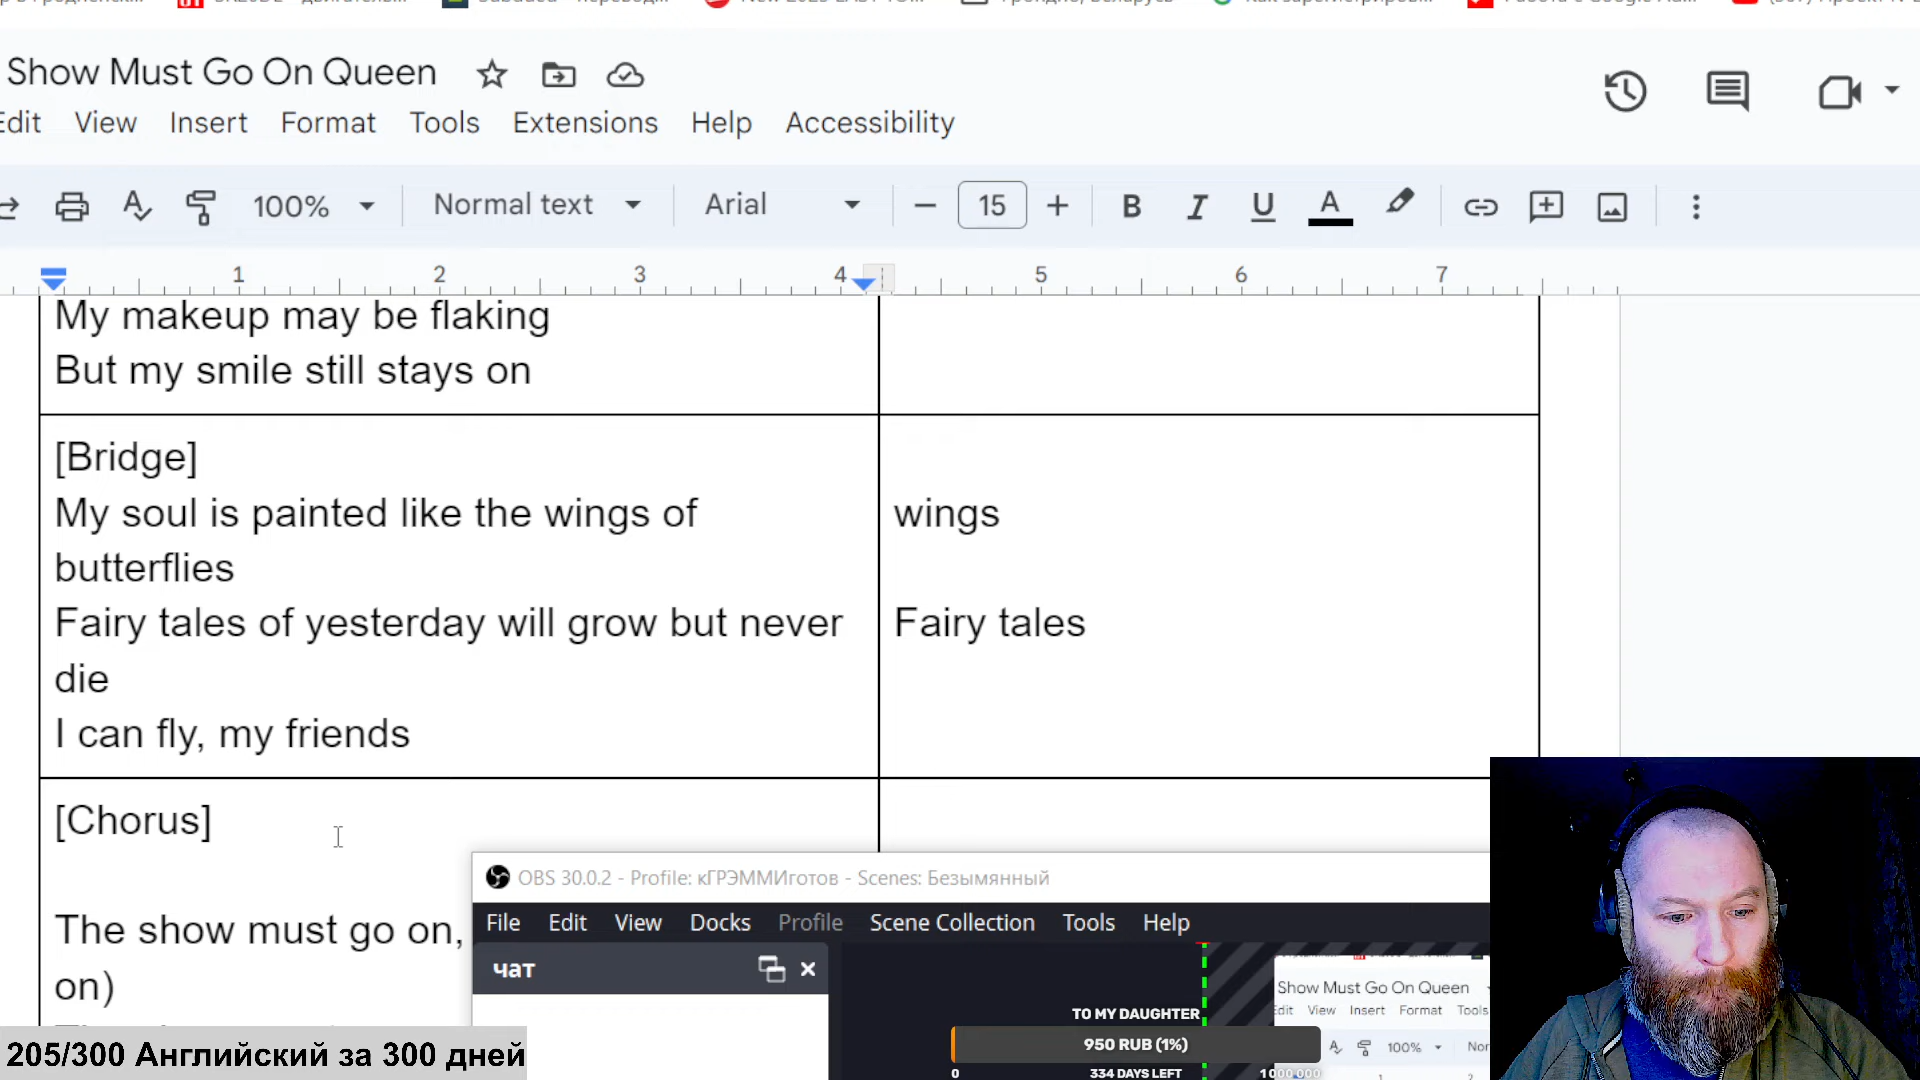 Show Must Go On Queen
Edit View Insert Format Tools Extensions Help Accessibility
100% Normal text Arial 15
1 2 3 4 5 6 7
My makeup may be flaking
But my smile still stays on
[Bridge]
My soul is painted like the wings of
butterflies
Fairy tales of yesterday will grow but never
die
I can fly, my friends
wings
Fairy tales
[Chorus]
The show must go on,
on)
OBS 30.0.2 - Profile: кГРЭММИготов - Scenes: Безымянный
File Edit View Docks Profile Scene Collection Tools Help
чат
Show Must Go On Queen
Edit View Insert Format Tools
100%
TO MY DAUGHTER
950 RUB (1%)
0 334 DAYS LEFT 1 000 000
205/300 Английский за 300 дней